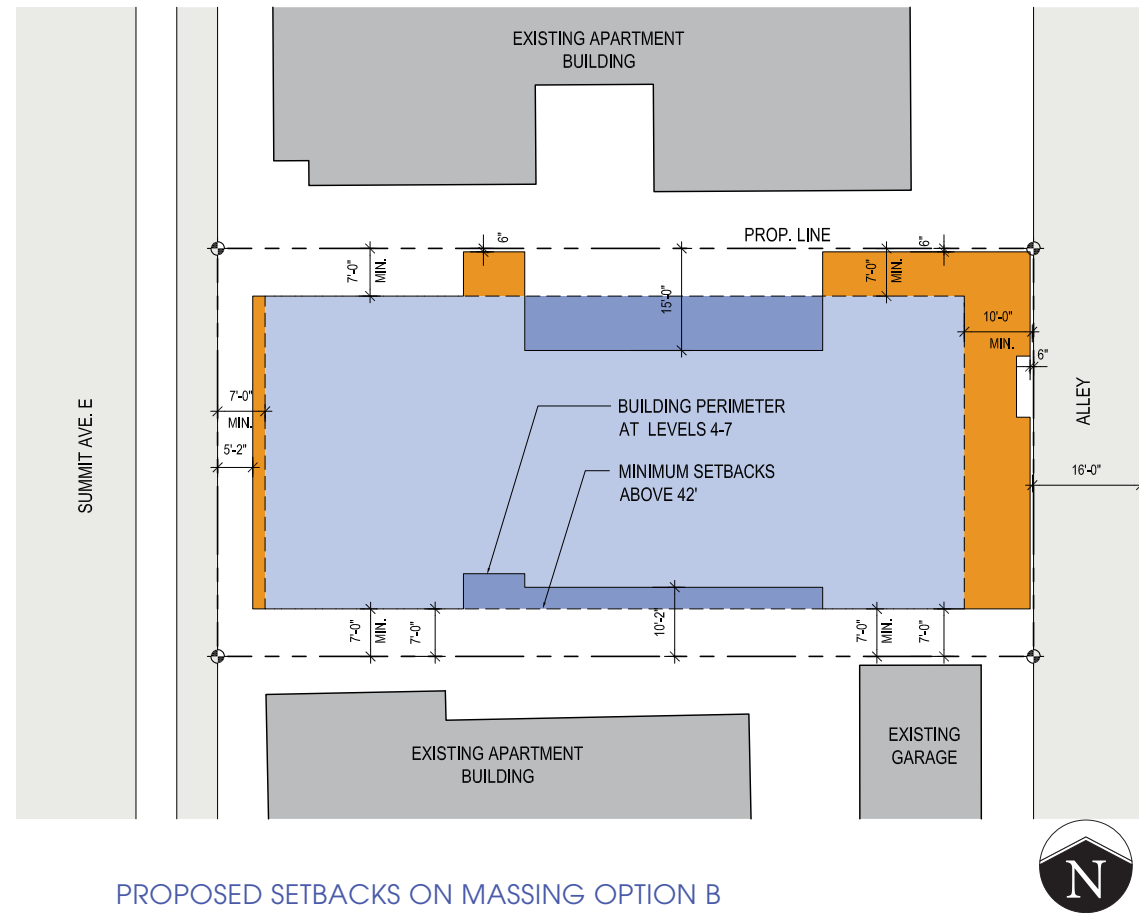 EXISTING APARTMENT
BUILDING
PROP. LINE
6"
6"
7'-0"
MIN.
15'-0"
7'-0"
MIN.
10'-0"
MIN.
6"
7'-0"
MIN.
5'-2"
SUMMIT AVE. E
BUILDING PERIMETER
AT LEVELS 4-7
MINIMUM SETBACKS
ABOVE 42'
ALLEY
16'-0"
7'-0"
MIN.
7'-0"
10'-2"
7'-0"
MIN.
7'-0"
EXISTING APARTMENT
BUILDING
EXISTING
GARAGE
N
PROPOSED SETBACKS ON MASSING OPTION B